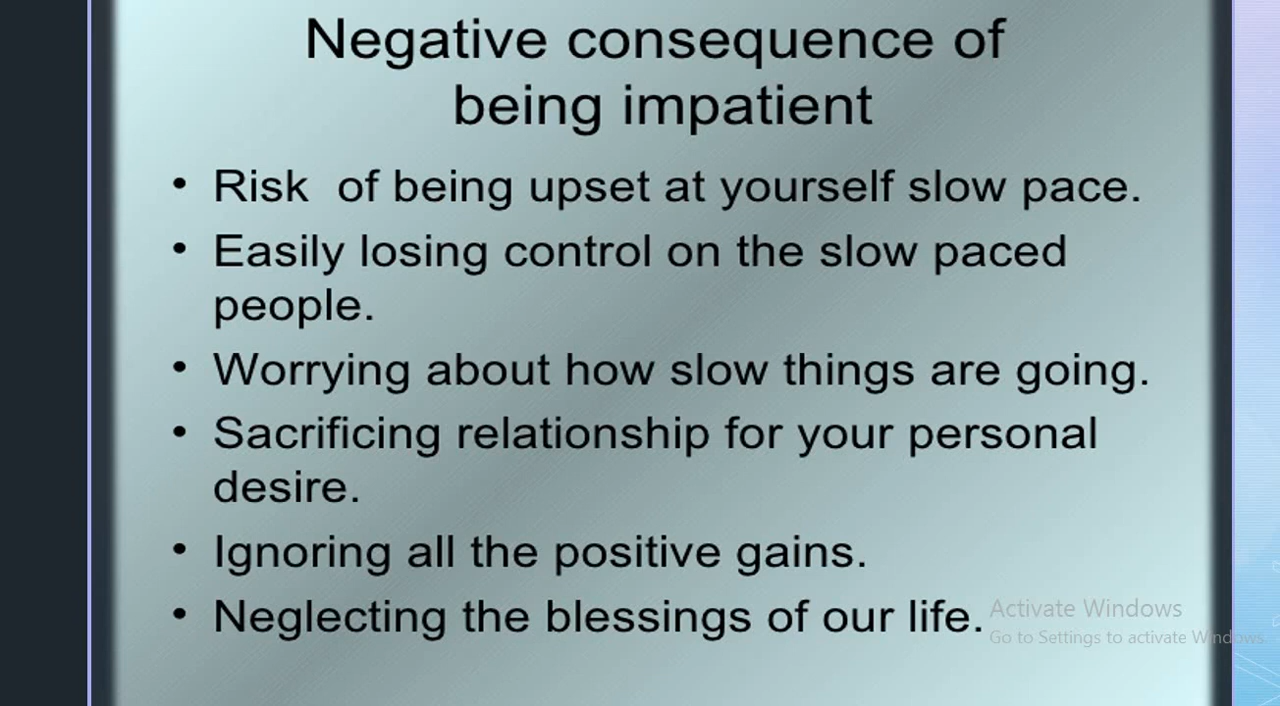 Negative consequence of
being impatient
• Risk  of being upset at yourself slow pace.
• Easily losing control on the slow paced
people.
• Worrying about how slow things are going.
• Sacrificing relationship for your personal
desire.
• Ignoring all the positive gains.
• Neglecting the blessings of our life.
Activate Windows
Go to Settings to activate Windows